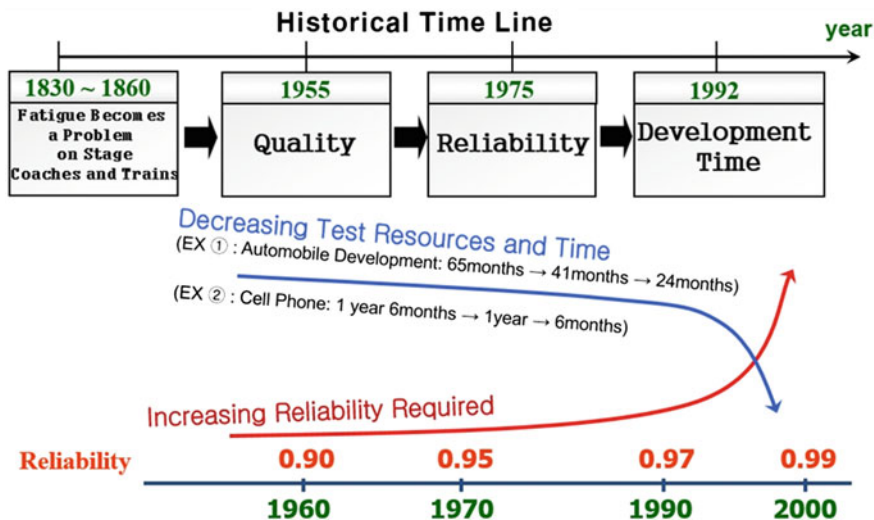 Historical Time Line
year
1830 ~ 1860
Fatigue Becomes
a Problem
on Stage
Coaches and Trains
1955
Quality
1975
Reliability
1992
Development
Time
Decreasing Test Resources and Time
(EX ① : Automobile Development: 65months → 41months → 24months)
(EX ② : Cell Phone: 1 year 6months → 1year → 6months)
Increasing Reliability Required
Reliability 0.90 0.95 0.97 0.99
1960 1970 1990 2000